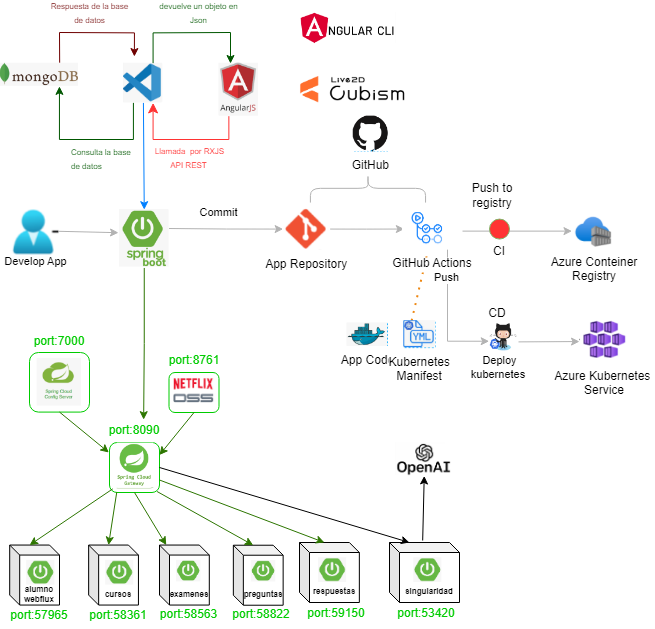 Respuesta de la base
de datos
devuelve un objeto en
Json
ANGULAR CLI
mongoDB
AngularJS
Live2D
Cubism
Consulta la base
de datos
Llamada por RXJS
API REST
GitHub
Push to
registry
Commit
Develop App
spring
boot
App Repository
GitHub Actions
CI
Azure Conteiner
Registry
Push
CD
App Code
Kubernetes
Manifest
YML
Deploy
kubernetes
Azure Kubernetes
Service
port:7000
port:8761
Spring Cloud
Config Server
NETFLIX
OSS
port:8090
Spring Cloud
Gateway
OpenAI
alumno
webflux
cursos
examenes
preguntas
respuestas
singularidad
port:57965
port:58361
port:58563
port:58822
port:59150
port:53420